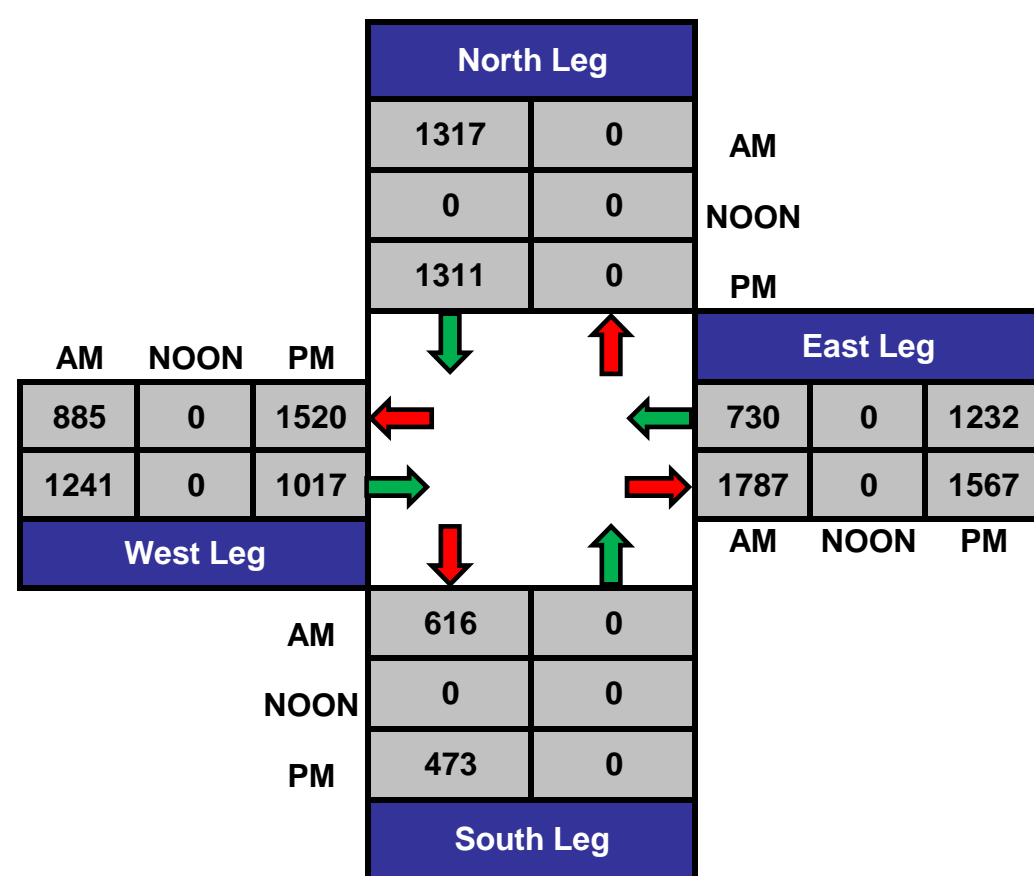 North Leg
1317 0 AM
0 0 NOON
1311 0 PM
AM NOON PM East Leg
885 0 1520 730 0 1232
1241 0 1017 1787 0 1567
West Leg AM NOON PM
AM 616 0
NOON 0 0
PM 473 0
South Leg